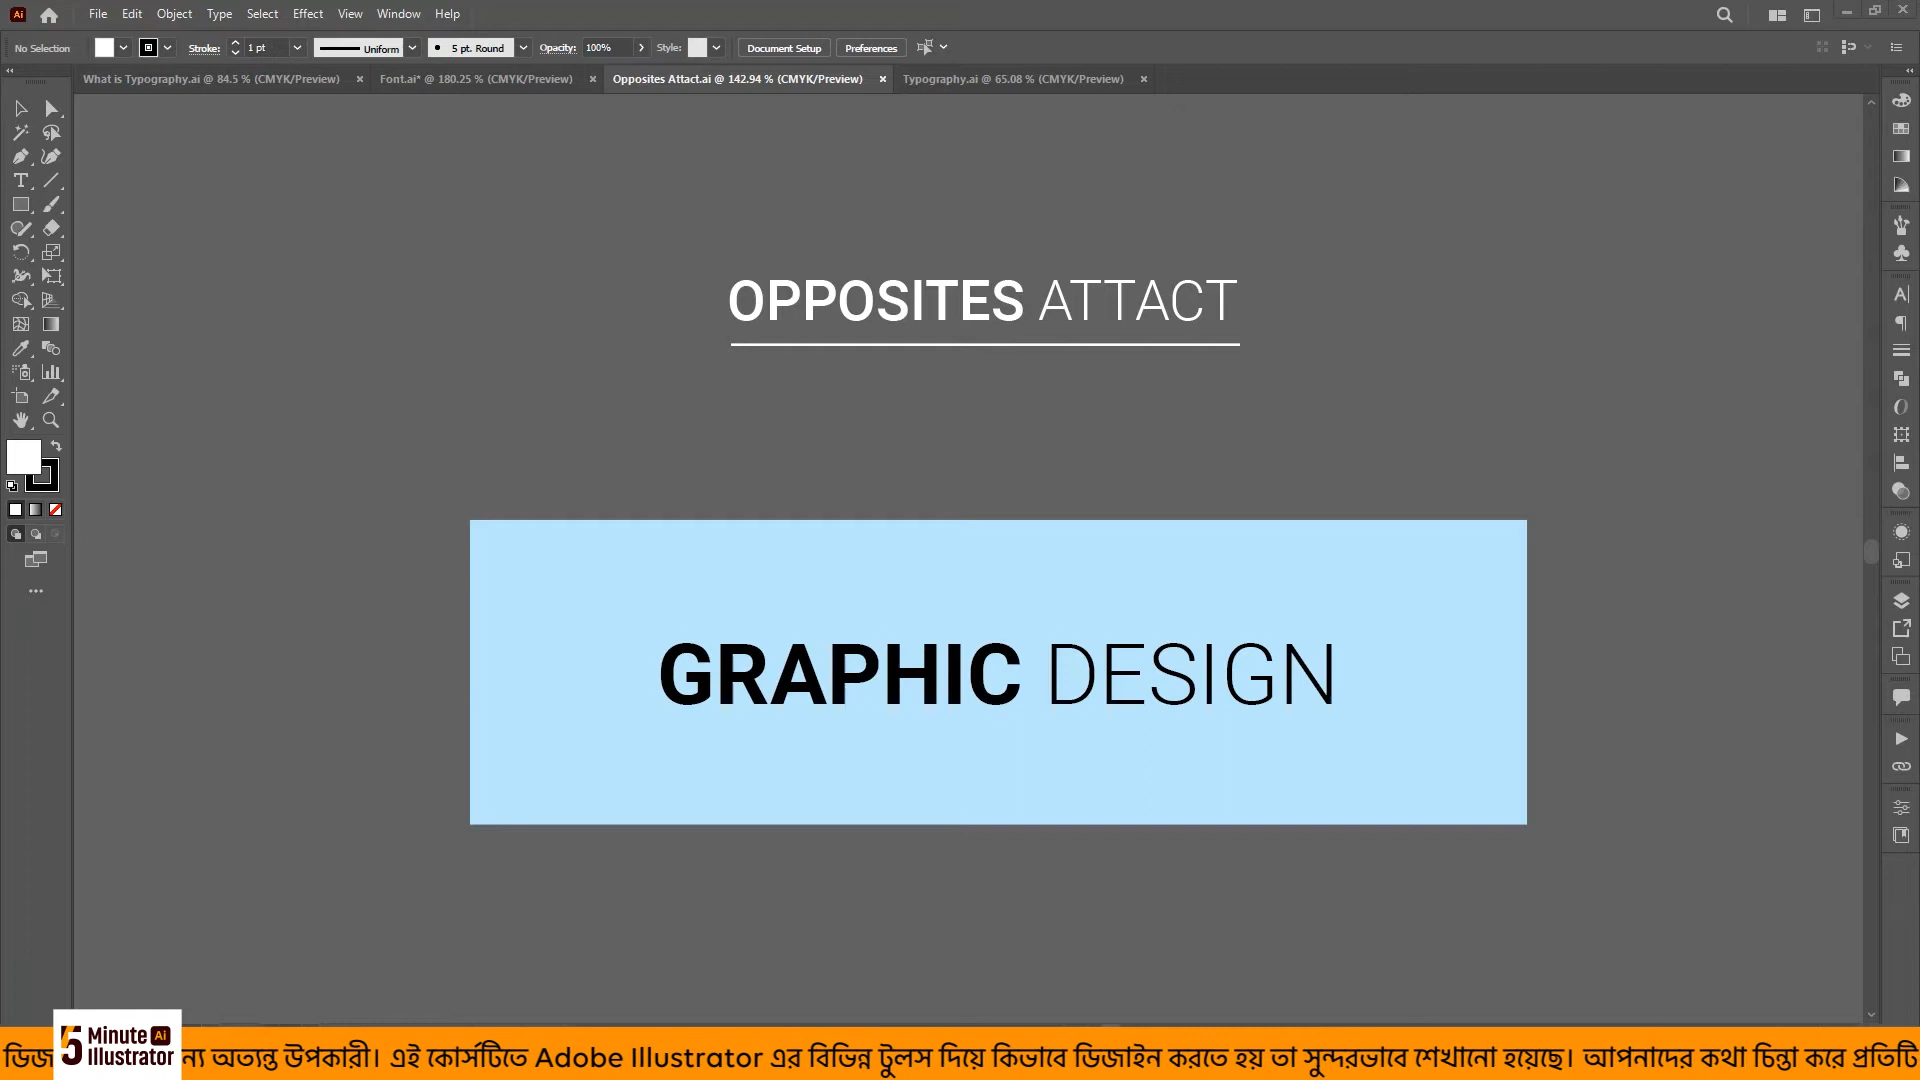 Ai File Edit Object Type Select Effect View Window Help
No Selection Stroke: 1 pt Uniform 5 pt. Round Opacity: 100% Style: Document Setup Preferences
What is Typography.ai @ 84.5 % (CMYK/Preview) Font.ai* @ 180.25 % (CMYK/Preview) Opposites Attact.ai @ 142.94 % (CMYK/Preview) Typography.ai @ 65.08 % (CMYK/Preview)
OPPOSITES ATTACT
GRAPHIC DESIGN
5 Minute Ai
Illustrator
অত্যন্ত উপকারী। এই কোর্সটিতে Adobe Illustrator এর বিভিন্ন টুলস দিয়ে কিভাবে ডিজাইন করতে হয় তা সুন্দরভাবে শেখানো হয়েছে। আপনাদের কথা চিন্তা করে প্রতিটি